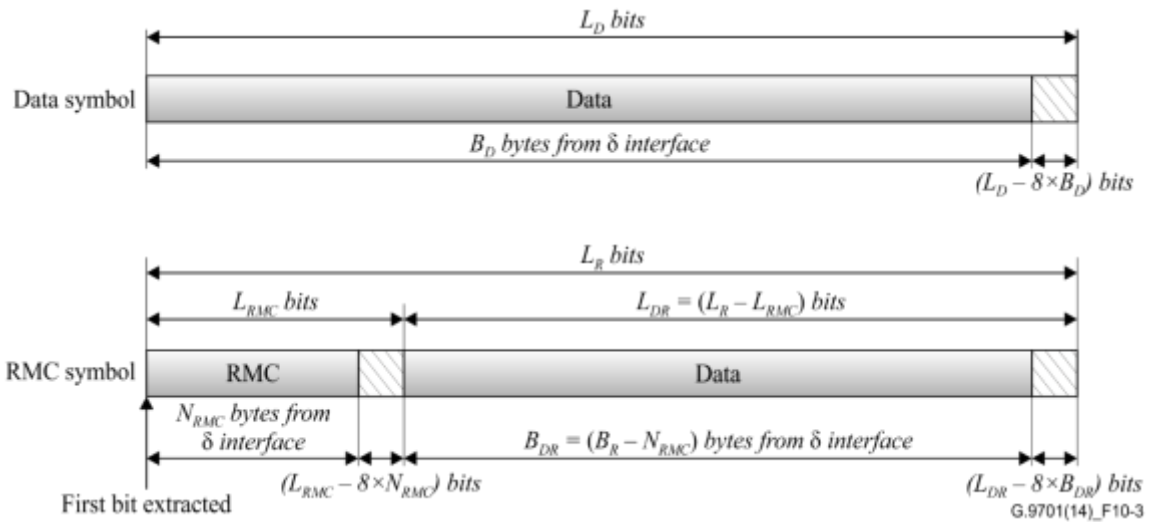 L_D bits
Data symbol
Data
B_D bytes from δ interface
(L_D – 8×B_D) bits
L_R bits
L_RMC bits
L_DR = (L_R – L_RMC) bits
RMC symbol
RMC
Data
N_RMC bytes from
δ interface
B_DR = (B_R – N_RMC) bytes from δ interface
(L_RMC – 8×N_RMC) bits
(L_DR – 8×B_DR) bits
First bit extracted
G.9701(14)_F10-3